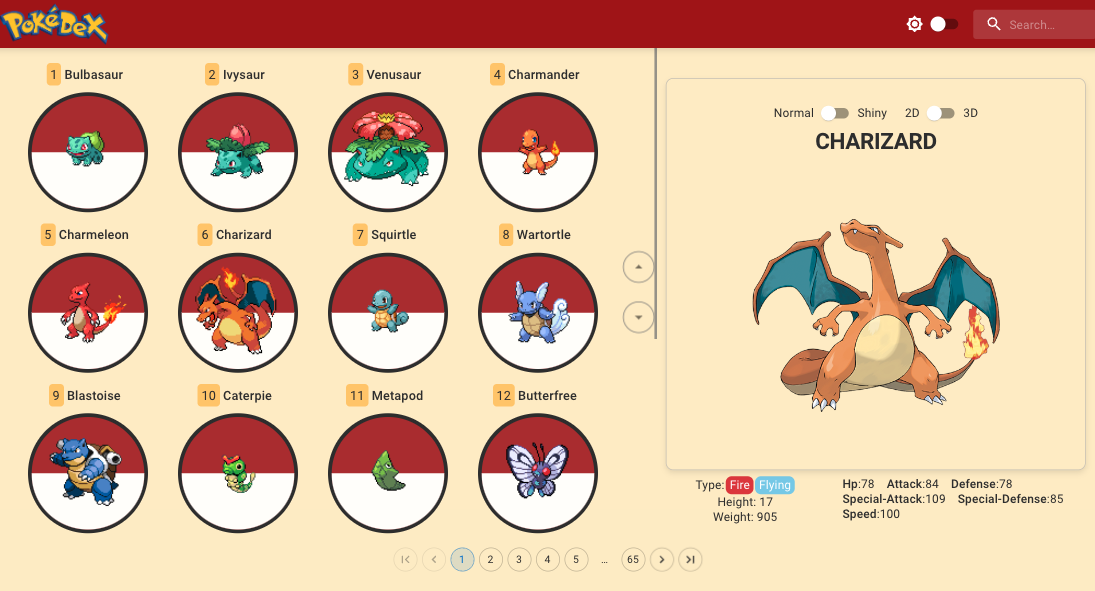 PoKéDeX
Search...
1 Bulbasaur
2 Ivysaur
3 Venusaur
4 Charmander
5 Charmeleon
6 Charizard
7 Squirtle
8 Wartortle
9 Blastoise
10 Caterpie
11 Metapod
12 Butterfree
1 2 3 4 5 ... 65
Normal Shiny 2D 3D
CHARIZARD
Type: Fire Flying
Height: 17
Weight: 905
Hp:78 Attack:84 Defense:78
Special-Attack:109 Special-Defense:85
Speed:100